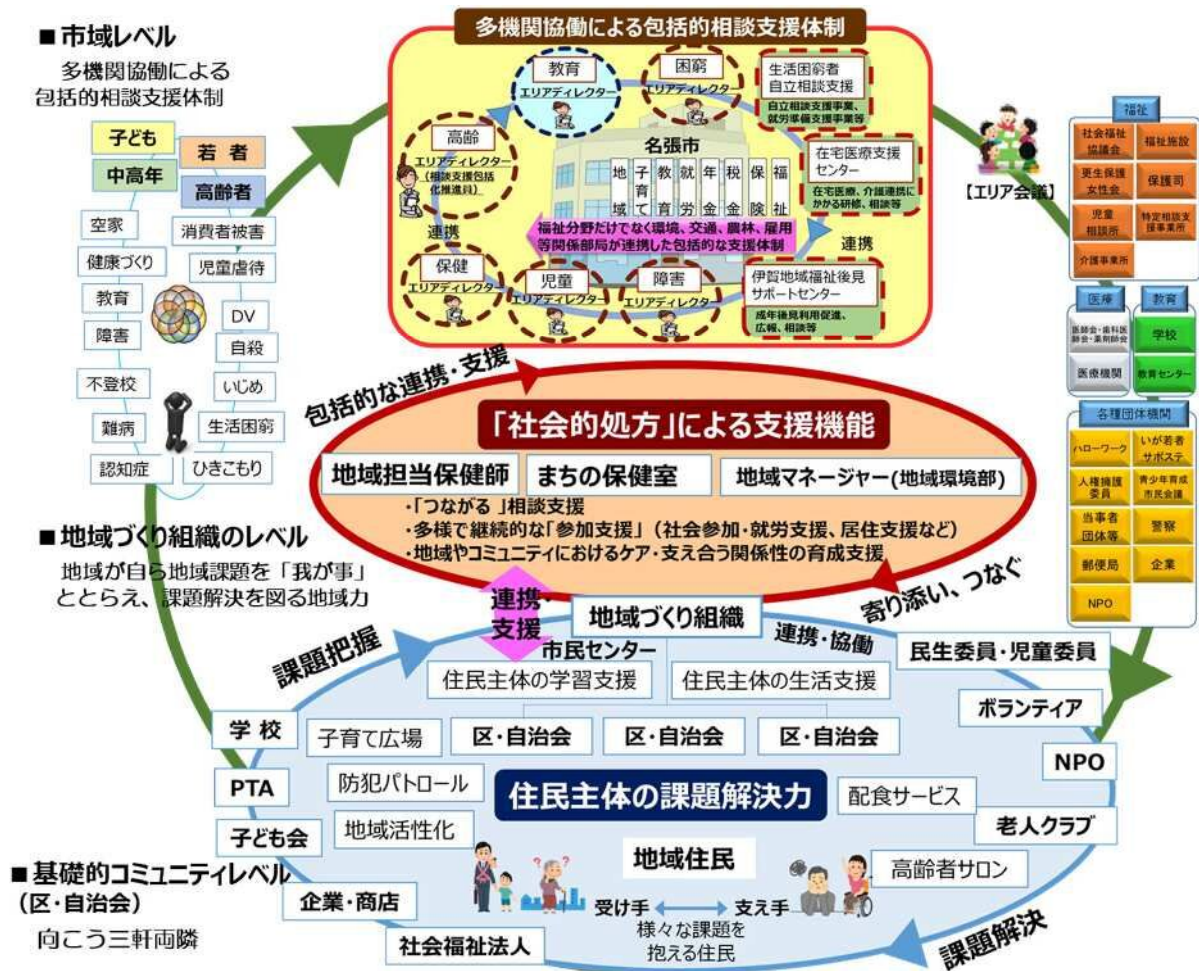 ■市域レベル
多機関協働による
包括的相談支援体制
子ども
若者
中高年
高齢者
空家
消費者被害
健康づくり
児童虐待
教育
DV
障害
自殺
不登校
いじめ
難病
生活困窮
認知症
ひきこもり
多機関協働による包括的相談支援体制
教育
エリアディレクター
困窮
エリアディレクター
生活困窮者
自立相談支援
自立相談支援事業、
就労準備支援事業等
高齢
エリアディレクター
(相談支援包括
化推進員)
名張市
地域
子育て
教育
就労
年金
税金
保険
福祉
在宅医療支援
センター
在宅医療、介護連携に
かかる研修、相談等
福祉分野だけでなく環境、交通、農林、雇用
等関係部局が連携した包括的な支援体制
連携
連携
保健
エリアディレクター
児童
エリアディレクター
障害
エリアディレクター
伊賀地域福祉後見
サポートセンター
成年後見利用促進、
広報、相談等
【エリア会議】
福祉
社会福祉
協議会
福祉施設
更生保護
女性会
保護司
児童
相談所
特定相談支
援事業所
介護事業所
医療
医師会・歯科医
師会・薬剤師会
医療機関
教育
学校
教育センター
各種団体機関
ハローワーク
いが若者
サポステ
人権擁護
委員
青少年育成
市民会議
当事者
団体等
警察
郵便局
企業
NPO
包括的な連携・支援
「社会的処方」による支援機能
地域担当保健師
まちの保健室
地域マネージャー(地域環境部)
・「つながる」相談支援
・多様で継続的な「参加支援」（社会参加・就労支援、居住支援など）
・地域やコミュニティにおけるケア・支え合う関係性の育成支援
寄り添い、つなぐ
■地域づくり組織のレベル
地域が自ら地域課題を「我が事」
ととらえ、課題解決を図る地域力
連携・
支援
地域づくり組織
連携・協働
課題把握
市民センター
住民主体の学習支援
住民主体の生活支援
民生委員・児童委員
ボランティア
学校
子育て広場
区・自治会
区・自治会
区・自治会
NPO
PTA
防犯パトロール
住民主体の課題解決力
配食サービス
子ども会
地域活性化
老人クラブ
地域住民
高齢者サロン
■基礎的コミュニティレベル
（区・自治会）
向こう三軒両隣
企業・商店
受け手
支え手
様々な課題を
抱える住民
社会福祉法人
課題解決